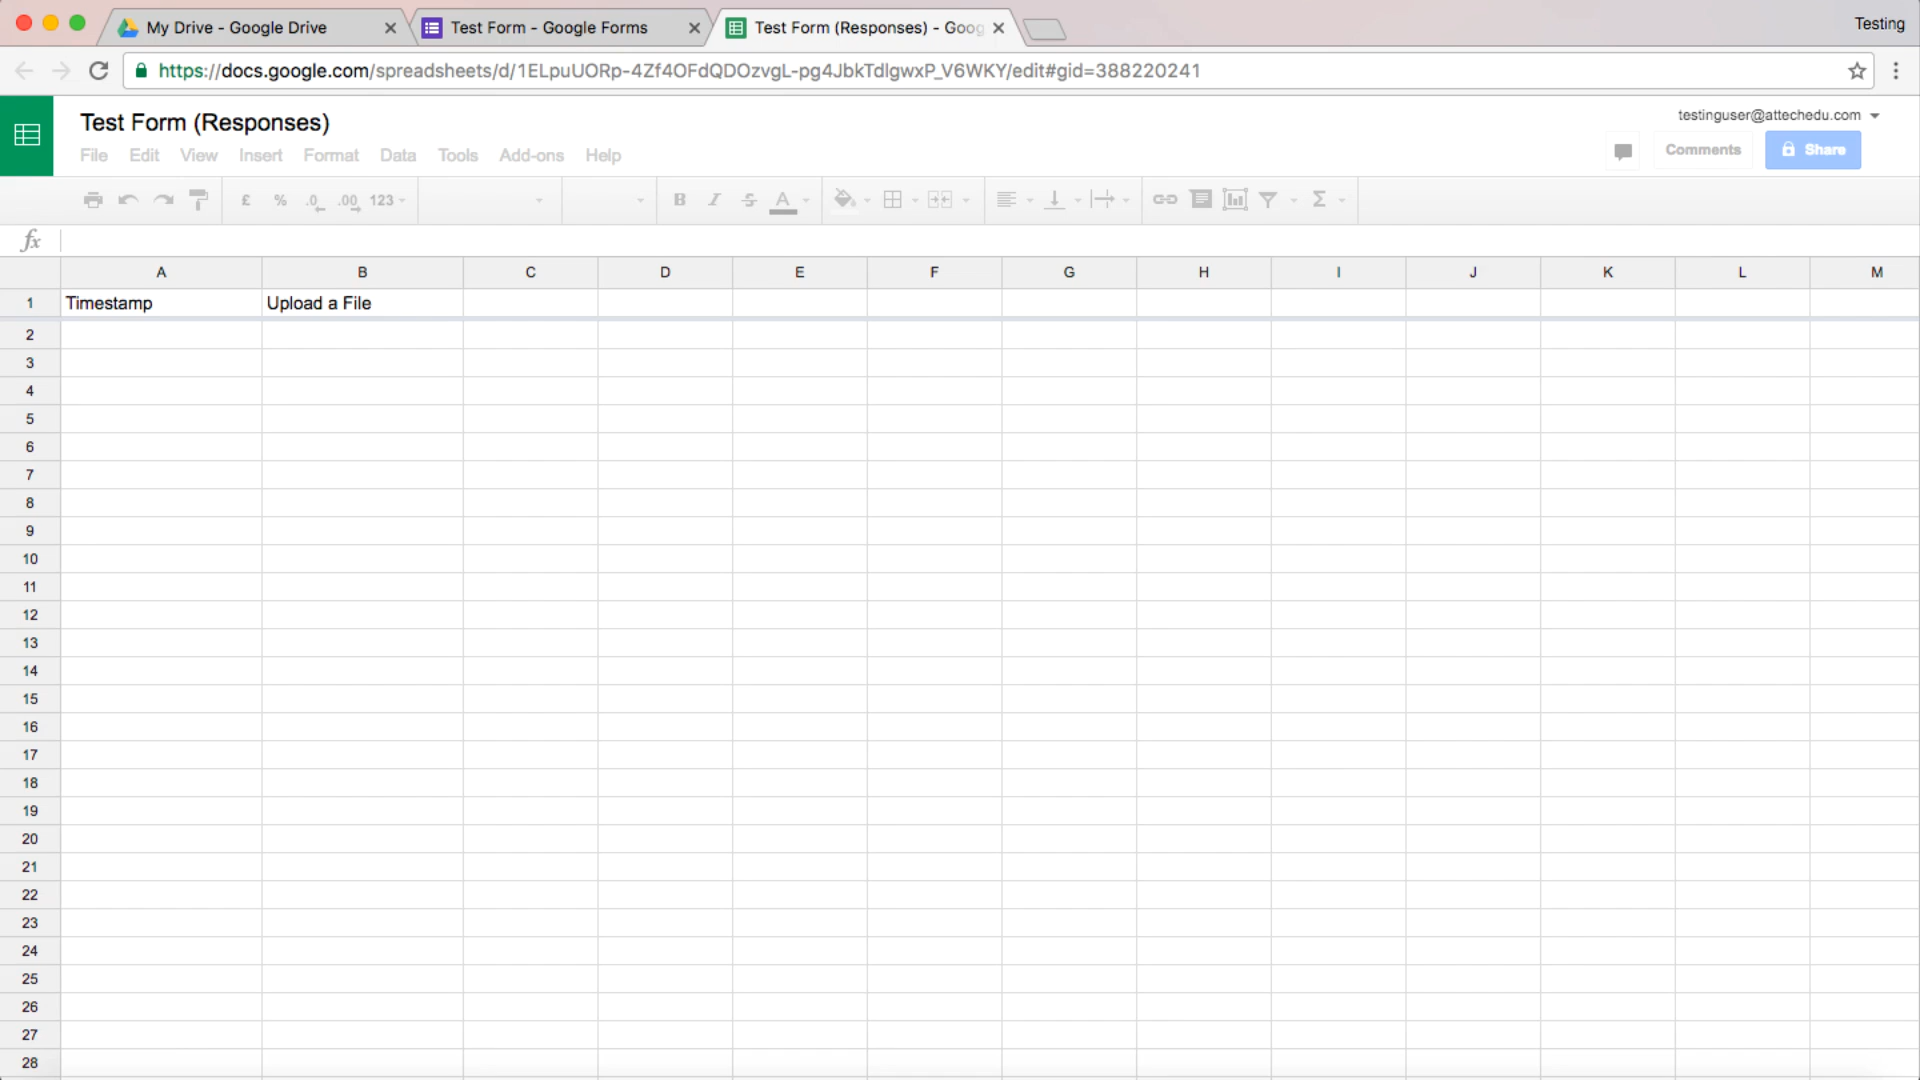 My Drive - Google Drive
Test Form - Google Forms
Test Form (Responses) - Goog
Testing
https://docs.google.com/spreadsheets/d/1ELpuUORp-4Zf4OFdQDOzvgL-pg4JbkTdlgwxP_V6WKY/edit#gid=388220241
Test Form (Responses)
testinguser@attechedu.com
File Edit View Insert Format Data Tools Add-ons Help
Comments
Share
£ % .0 .00 123 B I S A Σ
fx
A B C D E F G H I J K L M
1 Timestamp Upload a File
2
3
4
5
6
7
8
9
10
11
12
13
14
15
16
17
18
19
20
21
22
23
24
25
26
27
28